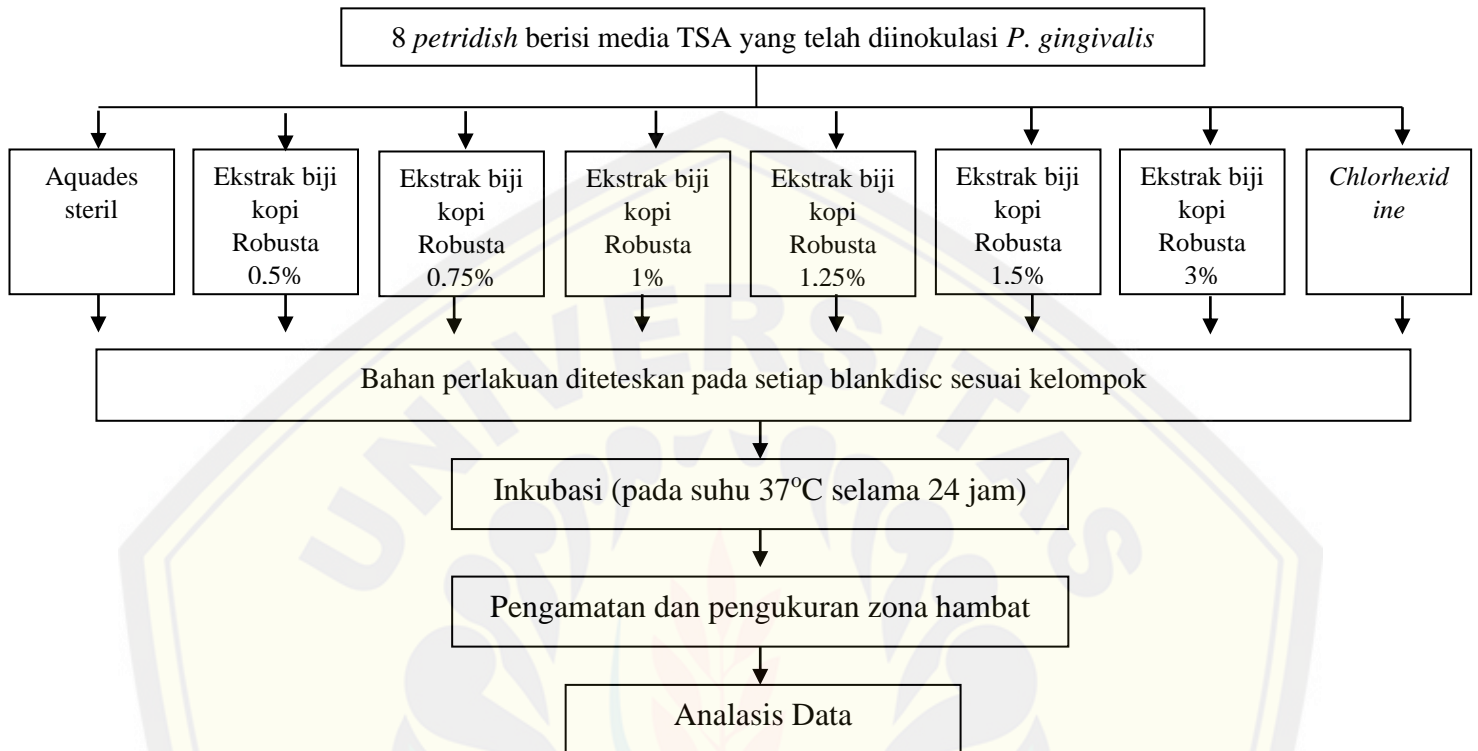 8 petridish berisi media TSA yang telah diinokulasi P. gingivalis
Aquades
steril
Ekstrak biji
kopi
Robusta
0.5%
Ekstrak biji
kopi
Robusta
0.75%
Ekstrak biji
kopi
Robusta
1%
Ekstrak biji
kopi
Robusta
1.25%
Ekstrak biji
kopi
Robusta
1.5%
Ekstrak biji
kopi
Robusta
3%
Chlorhexid
ine
Bahan perlakuan diteteskan pada setiap blankdisc sesuai kelompok
Inkubasi (pada suhu 37°C selama 24 jam)
Pengamatan dan pengukuran zona hambat
Analasis Data
UNIVERSITAS